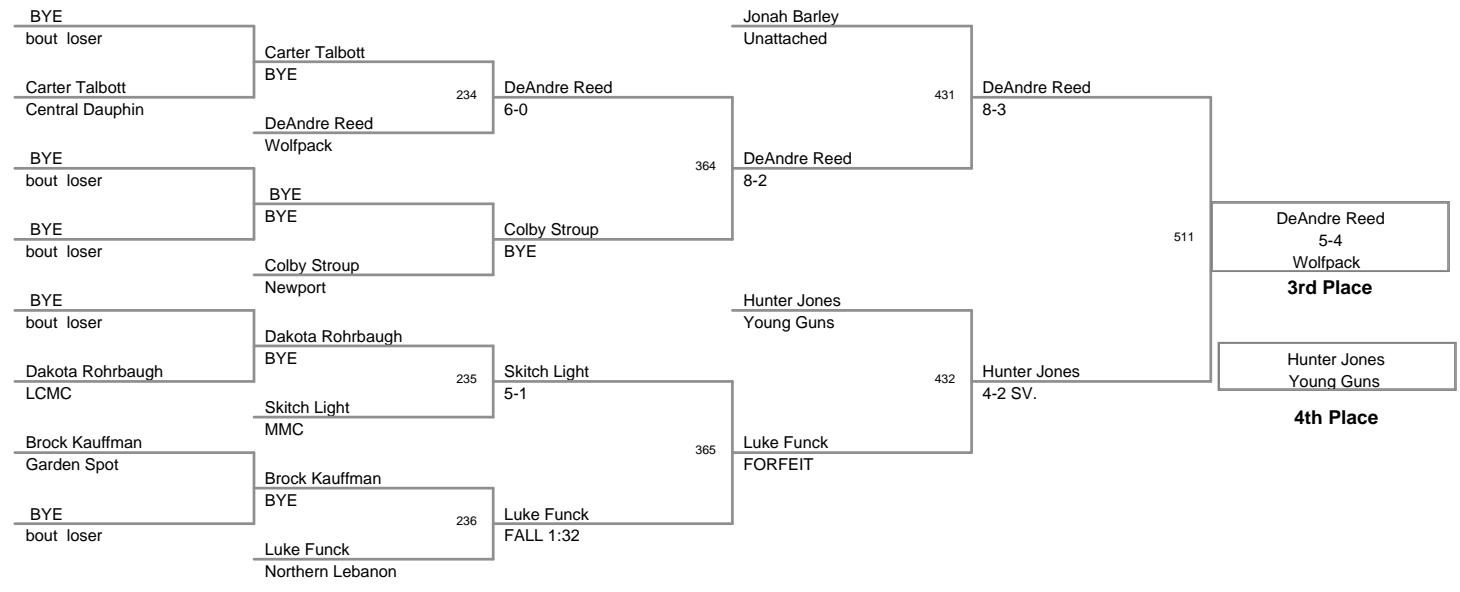 BYE
bout loser
Carter Talbott
Central Dauphin
BYE
bout loser
BYE
bout loser
BYE
bout loser
Dakota Rohrbaugh
LCMC
Brock Kauffman
Garden Spot
BYE
bout loser
Carter Talbott
BYE
234
DeAndre Reed
Wolfpack
BYE
BYE
Colby Stroup
Newport
Dakota Rohrbaugh
BYE
235
Skitch Light
MMC
Brock Kauffman
BYE
236
Luke Funck
Northern Lebanon
DeAndre Reed
6-0
364
Colby Stroup
BYE
Skitch Light
5-1
365
Luke Funck
FALL 1:32
Jonah Barley
Unattached
431
DeAndre Reed
8-2
Hunter Jones
Young Guns
432
Luke Funck
FORFEIT
DeAndre Reed
8-3
511
Hunter Jones
4-2 SV.
DeAndre Reed
5-4
Wolfpack
3rd Place
Hunter Jones
Young Guns
4th Place